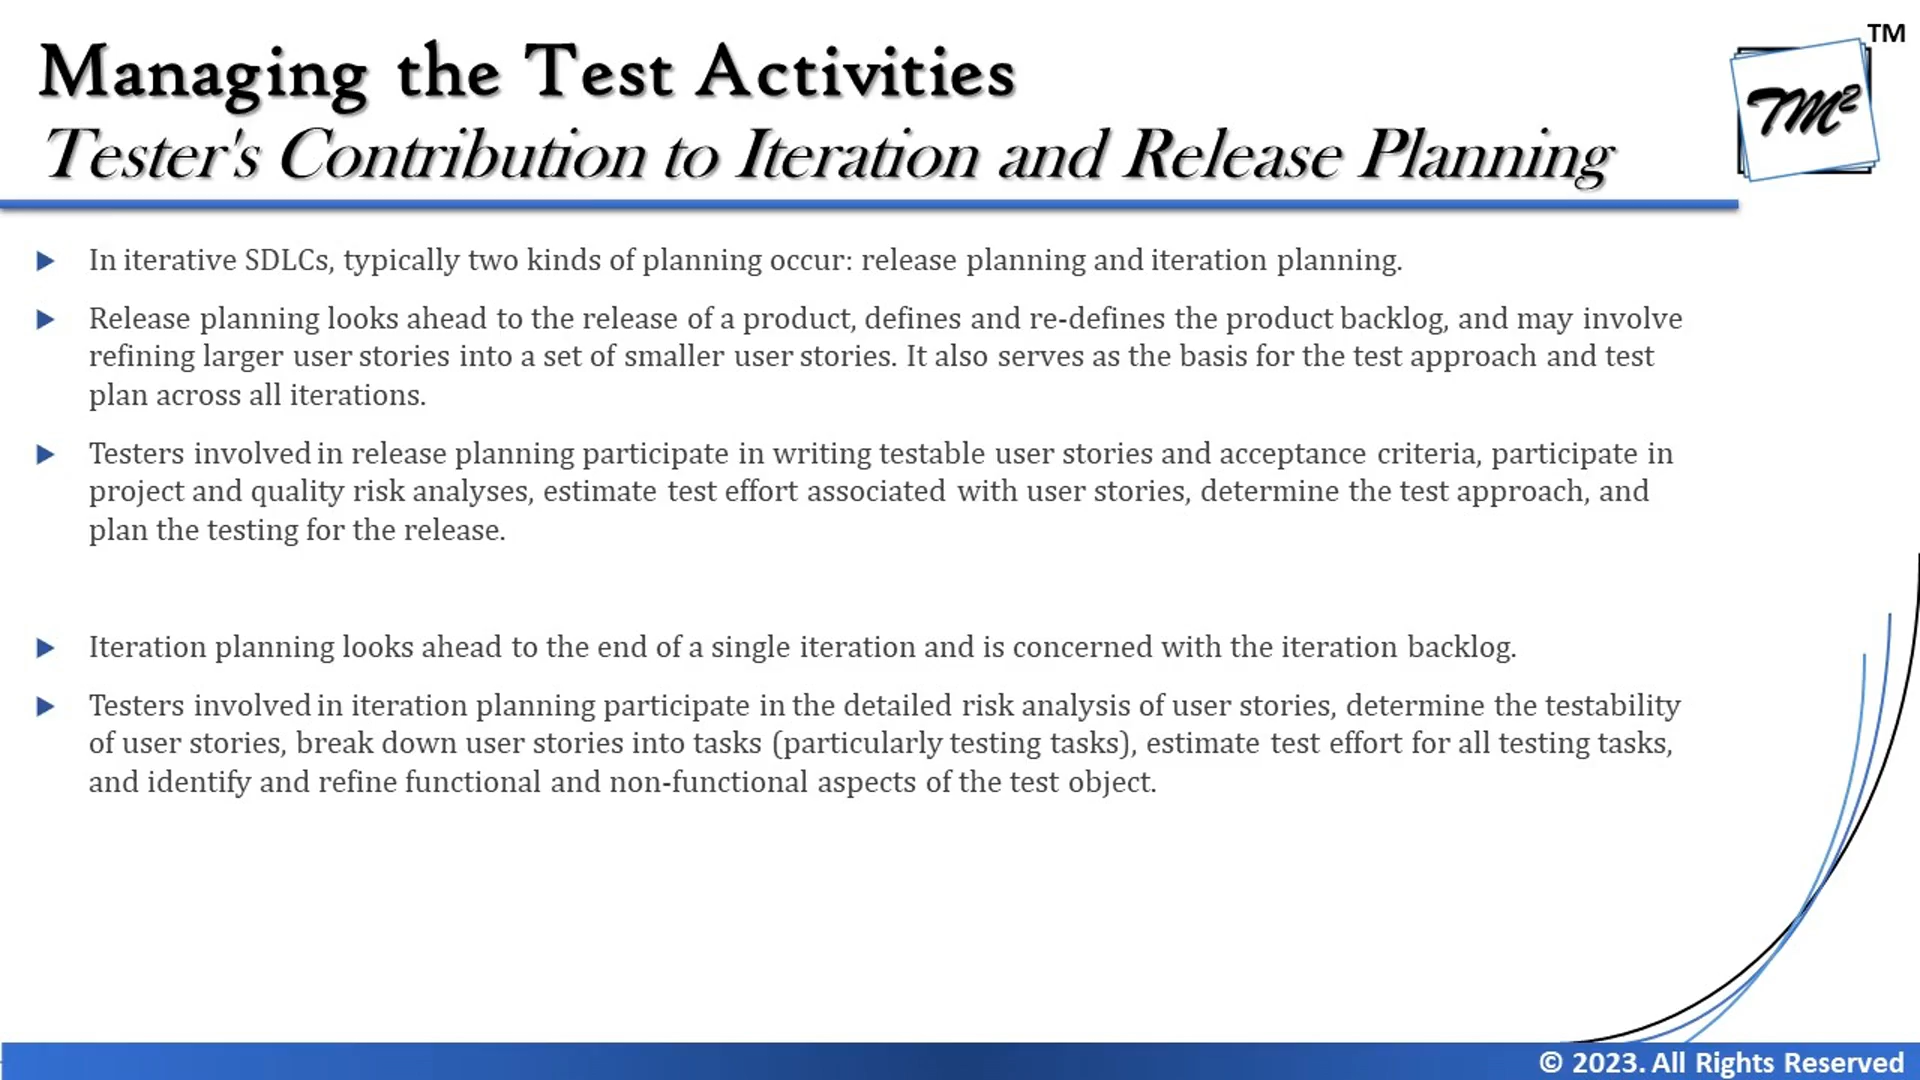 Managing the Test Activities
TM
Tester's Contribution to Iteration and Release Planning
TM²
In iterative SDLCs, typically two kinds of planning occur: release planning and iteration planning.
Release planning looks ahead to the release of a product, defines and re-defines the product backlog, and may involve
refining larger user stories into a set of smaller user stories. It also serves as the basis for the test approach and test
plan across all iterations.
Testers involved in release planning participate in writing testable user stories and acceptance criteria, participate in
project and quality risk analyses, estimate test effort associated with user stories, determine the test approach, and
plan the testing for the release.
Iteration planning looks ahead to the end of a single iteration and is concerned with the iteration backlog.
Testers involved in iteration planning participate in the detailed risk analysis of user stories, determine the testability
of user stories, break down user stories into tasks (particularly testing tasks), estimate test effort for all testing tasks,
and identify and refine functional and non-functional aspects of the test object.
© 2023. All Rights Reserved